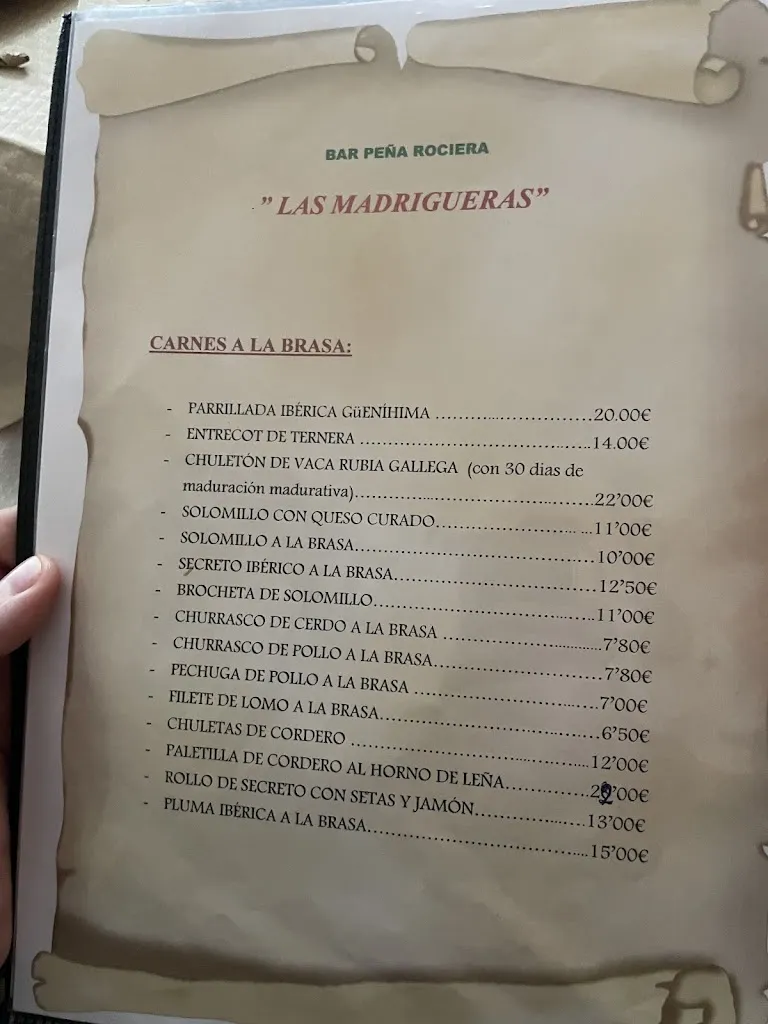 BAR PEÑA ROCIERA
" LAS MADRIGUERAS"
CARNES A LA BRASA:
- PARRILLADA IBÉRICA GüENÍHIMA ..............................20.00€
- ENTRECOT DE TERNERA ............................................14.00€
- CHULETÓN DE VACA RUBIA GALLEGA (con 30 dias de
maduración madurativa)..............................................22'00€
- SOLOMILLO CON QUESO CURADO.......................... ...11'00€
- SOLOMILLO A LA BRASA............................................10'00€
- SECRETO IBÉRICO A LA BRASA.....................................12'50€
- BROCHETA DE SOLOMILLO.........................................11'00€
- CHURRASCO DE CERDO A LA BRASA ..............................7'80€
- CHURRASCO DE POLLO A LA BRASA...............................7'80€
- PECHUGA DE POLLO A LA BRASA ................................7'00€
- FILETE DE LOMO A LA BRASA........................................6'50€
- CHULETAS DE CORDERO ...........................................12'00€
- PALETILLA DE CORDERO AL HORNO DE LEÑA................22'00€
- ROLLO DE SECRETO CON SETAS Y JAMÓN....................13'00€
- PLUMA IBÉRICA A LA BRASA.......................................15'00€